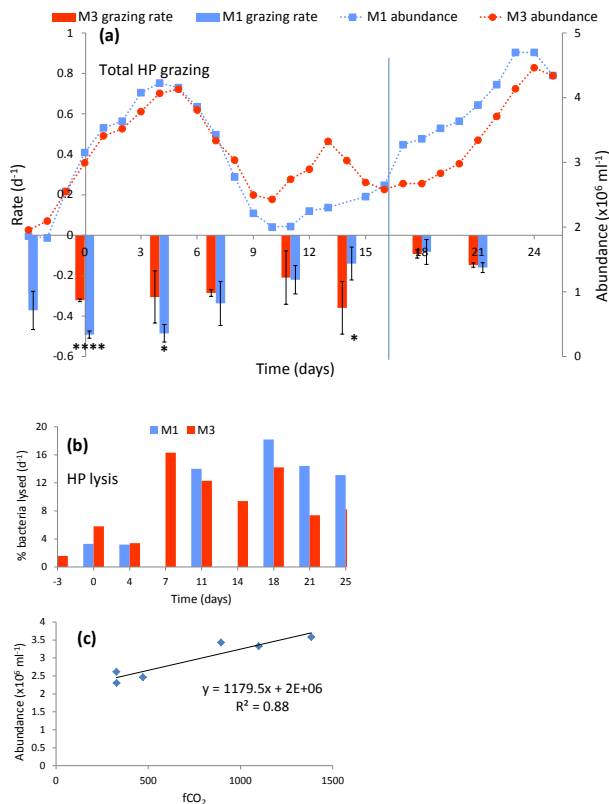 M3 grazing rate M1 grazing rate M1 abundance M3 abundance
(a)
Total HP grazing
1
0.8
0.6
0.4
0.2
0
-0.2
-0.4
-0.6
Rate (d⁻¹)
0 3 6 9 12 15 18 21 24
5
4
3
2
1
0
Abundance (x10⁶ ml⁻¹)
****
*
*
Time (days)
(b)
M1 M3
HP lysis
20
16
12
8
4
0
% bacteria lysed (d⁻¹)
-3 0 4 7 11 14 18 21 25
Time (days)
(c)
4
3.5
3
2.5
2
1.5
1
0.5
0
Abundance (x10⁶ ml⁻¹)
y = 1179.5x + 2E+06
R² = 0.88
0 500 1000 1500
fCO₂